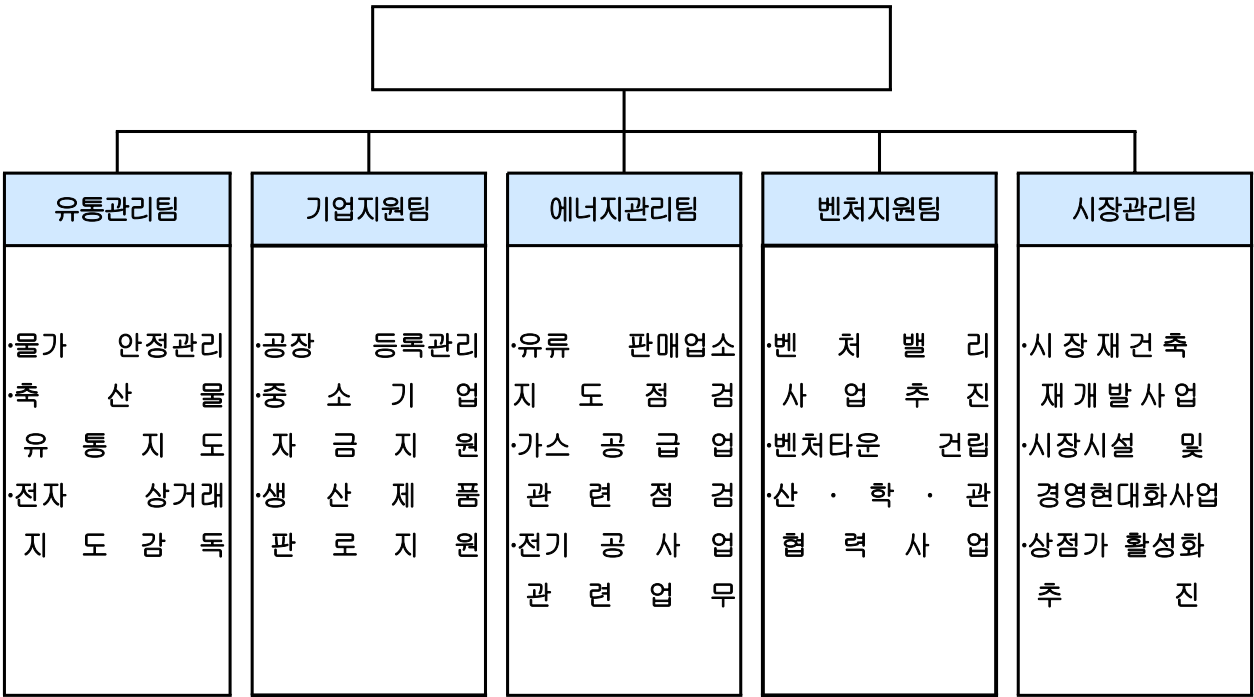 유통관리팀
·물가 안정관리
·축 산 물
유 통 지 도
·전자 상거래
지 도 감 독
기업지원팀
·공장 등록관리
·중 소 기 업
자 금 지 원
·생 산 제 품
판 로 지 원
에너지관리팀
·유류 판매업소
지 도 점 검
·가스 공 급 업
관 련 점 검
·전기 공 사 업
관 련 업 무
벤처지원팀
·벤 처 밸 리
사 업 추 진
·벤처타운 건립
·산 · 학 · 관
협 력 사 업
시장관리팀
·시 장 재 건 축
재 개 발 사 업
·시장시설 및
경영현대화사업
·상점가 활성화
추 진